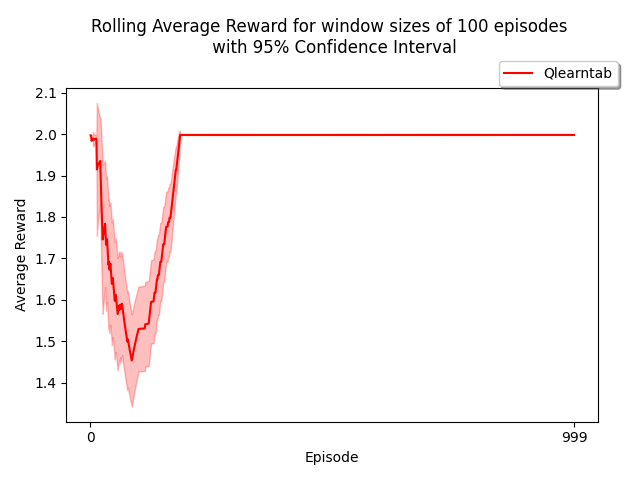 Rolling Average Reward for window sizes of 100 episodes
with 95% Confidence Interval
Qlearntab
2.1
2.0
1.9
1.8
1.7
1.6
1.5
1.4
Average Reward
0
999
Episode